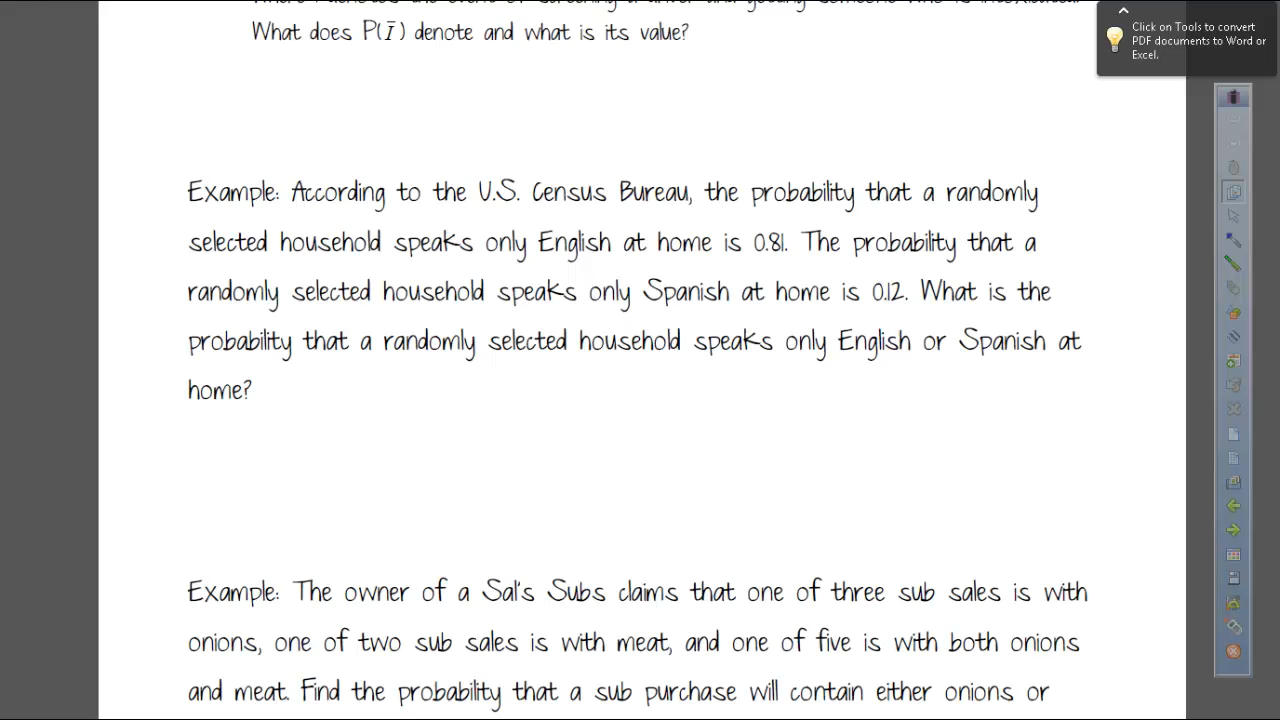 What does P(Ī) denote and what is its value?
Click on Tools to convert
PDF documents to Word or
Excel.
Example: According to the U.S. Census Bureau, the probability that a randomly
selected household speaks only English at home is 0.81. The probability that a
randomly selected household speaks only Spanish at home is 0.12. What is the
probability that a randomly selected household speaks only English or Spanish at
home?
Example: The owner of a Sal's Subs claims that one of three sub sales is with
onions, one of two sub sales is with meat, and one of five is with both onions
and meat. Find the probability that a sub purchase will contain either onions or